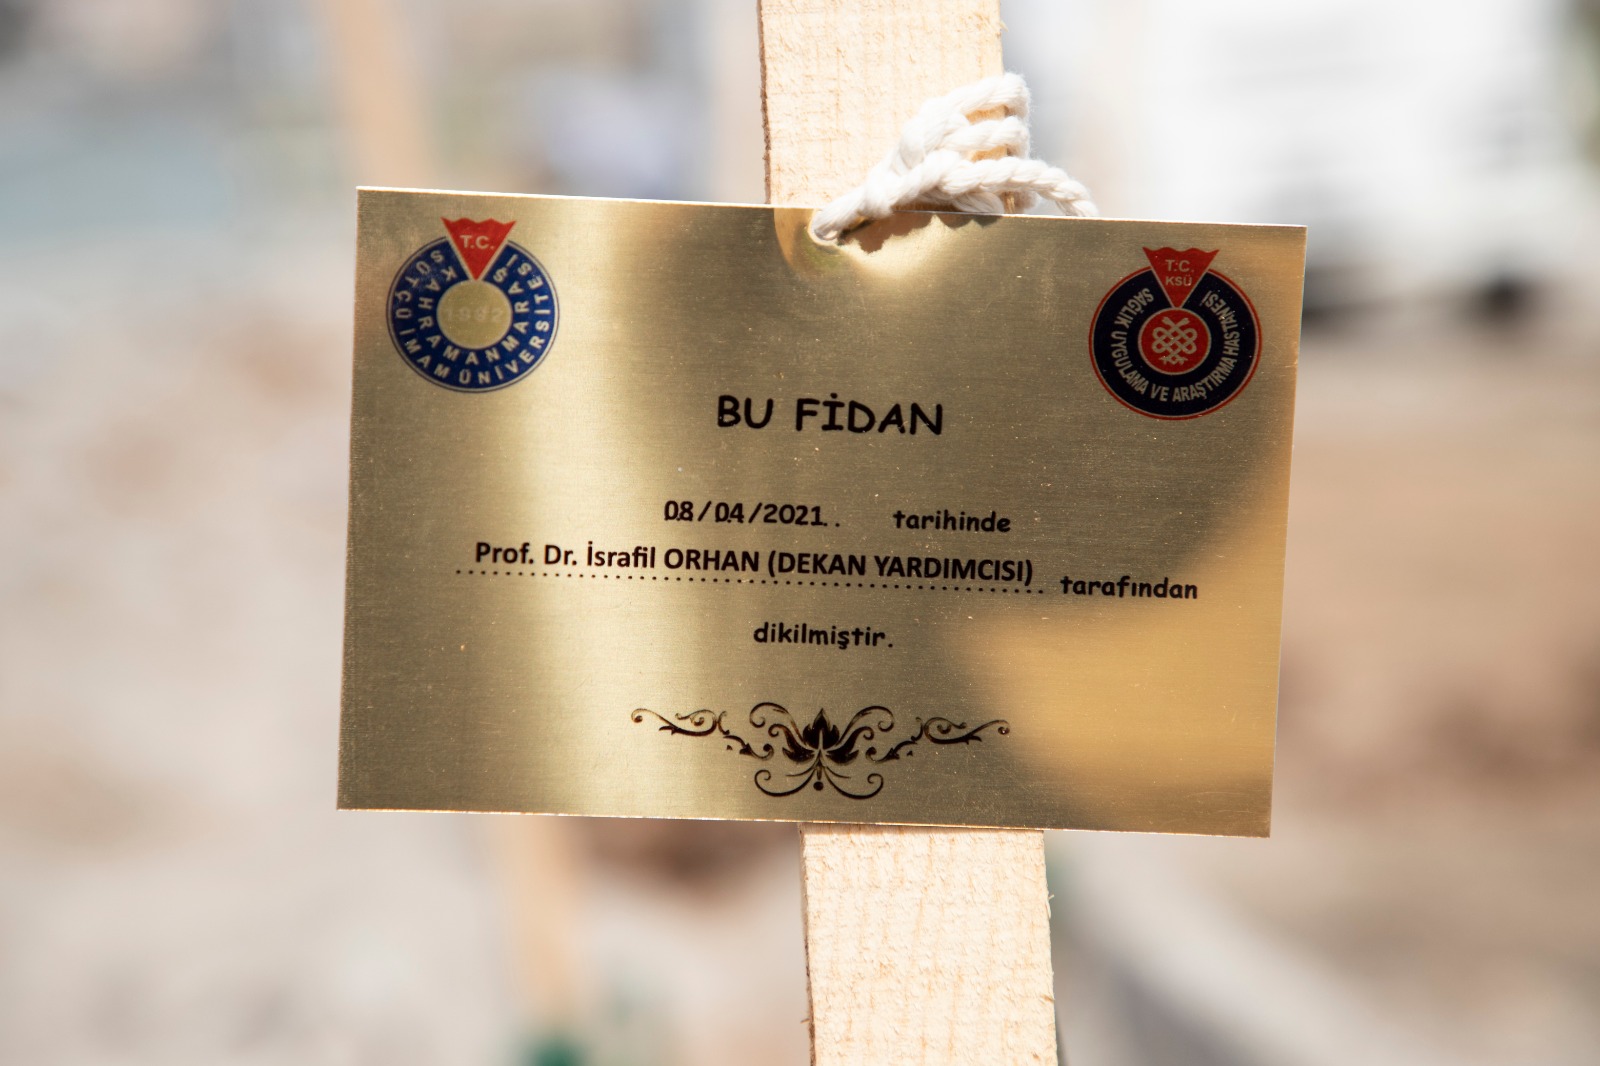 T.C.
KAHRAMANMARAŞ
SÜTÇÜ İMAM ÜNİVERSİTESİ
1992
T.C.
KSÜ
SAĞLIK UYGULAMA VE ARAŞTIRMA HASTANESİ
BU FİDAN
08/04/2021.. tarihinde
Prof. Dr. İsrafil ORHAN (DEKAN YARDIMCISI) tarafından
dikilmiştir.